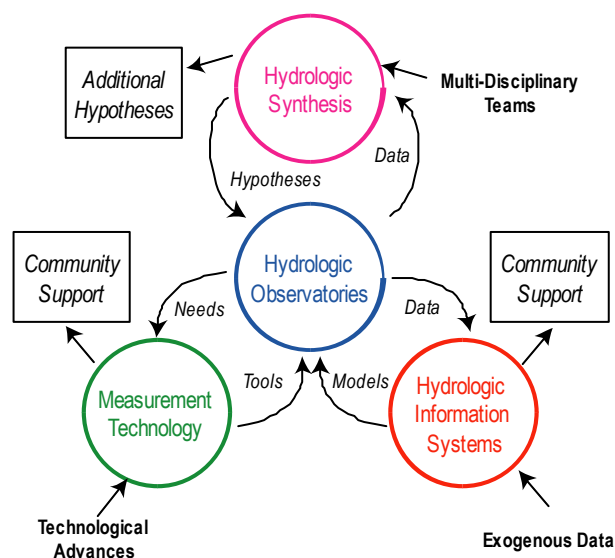 Additional
Hypotheses
Hydrologic
Synthesis
Multi-Disciplinary
Teams
Hypotheses
Data
Community
Support
Hydrologic
Observatories
Community
Support
Needs
Data
Measurement
Technology
Tools
Models
Hydrologic
Information
Systems
Technological
Advances
Exogenous Data